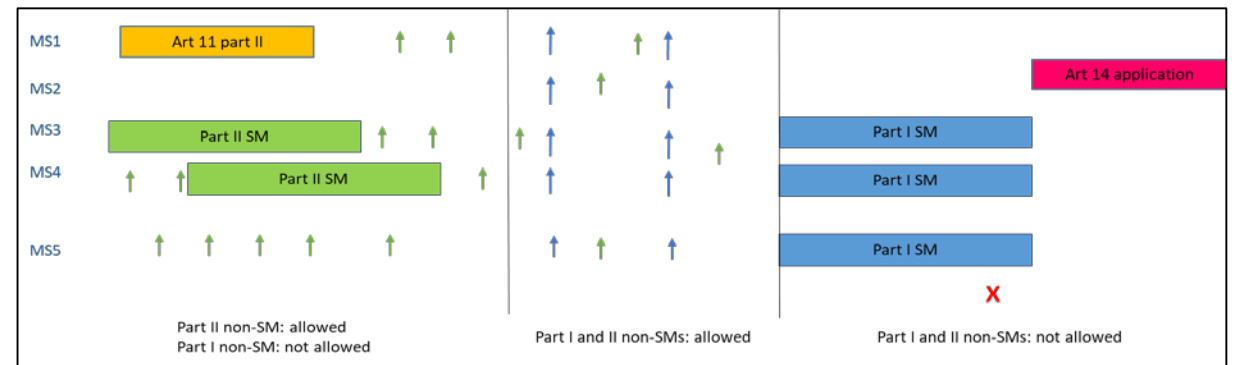 MS1
Art 11 part II
Art 14 application
MS2
MS3
Part II SM
Part I SM
MS4
Part II SM
Part I SM
MS5
Part I SM
X
Part II non-SM: allowed
Part I non-SM: not allowed
Part I and II non-SMs: allowed
Part I and II non-SMs: not allowed